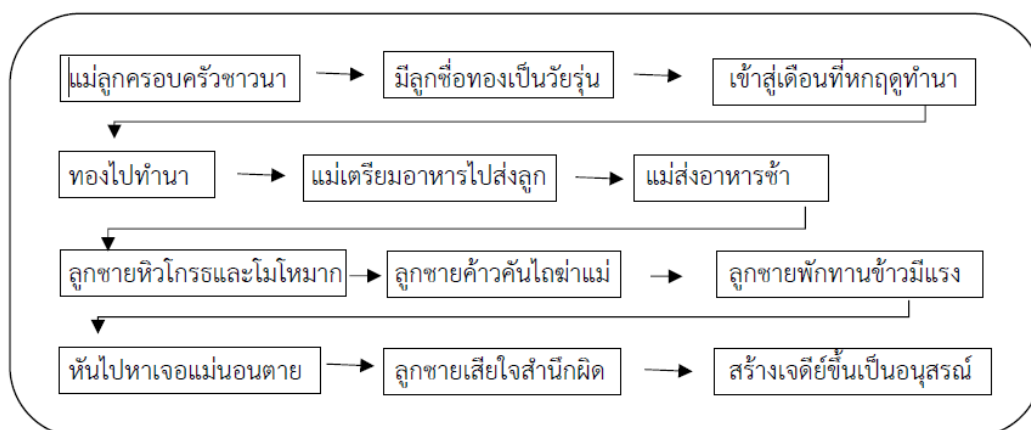 แม่ลูกครอบครัวชาวนา มีลูกชื่อทองเป็นวัยรุ่น เข้าสู่เดือนที่หกฤดูทำนา
ทองไปทำนา แม่เตรียมอาหารไปส่งลูก แม่ส่งอาหารช้า
ลูกชายหิวโกรธและโมโหมาก ลูกชายค้าวคันไถฆ่าแม่ ลูกชายพักทานข้าวมีแรง
หันไปหาเจอแม่นอนตาย ลูกชายเสียใจสำนึกผิด สร้างเจดีย์ขึ้นเป็นอนุสรณ์